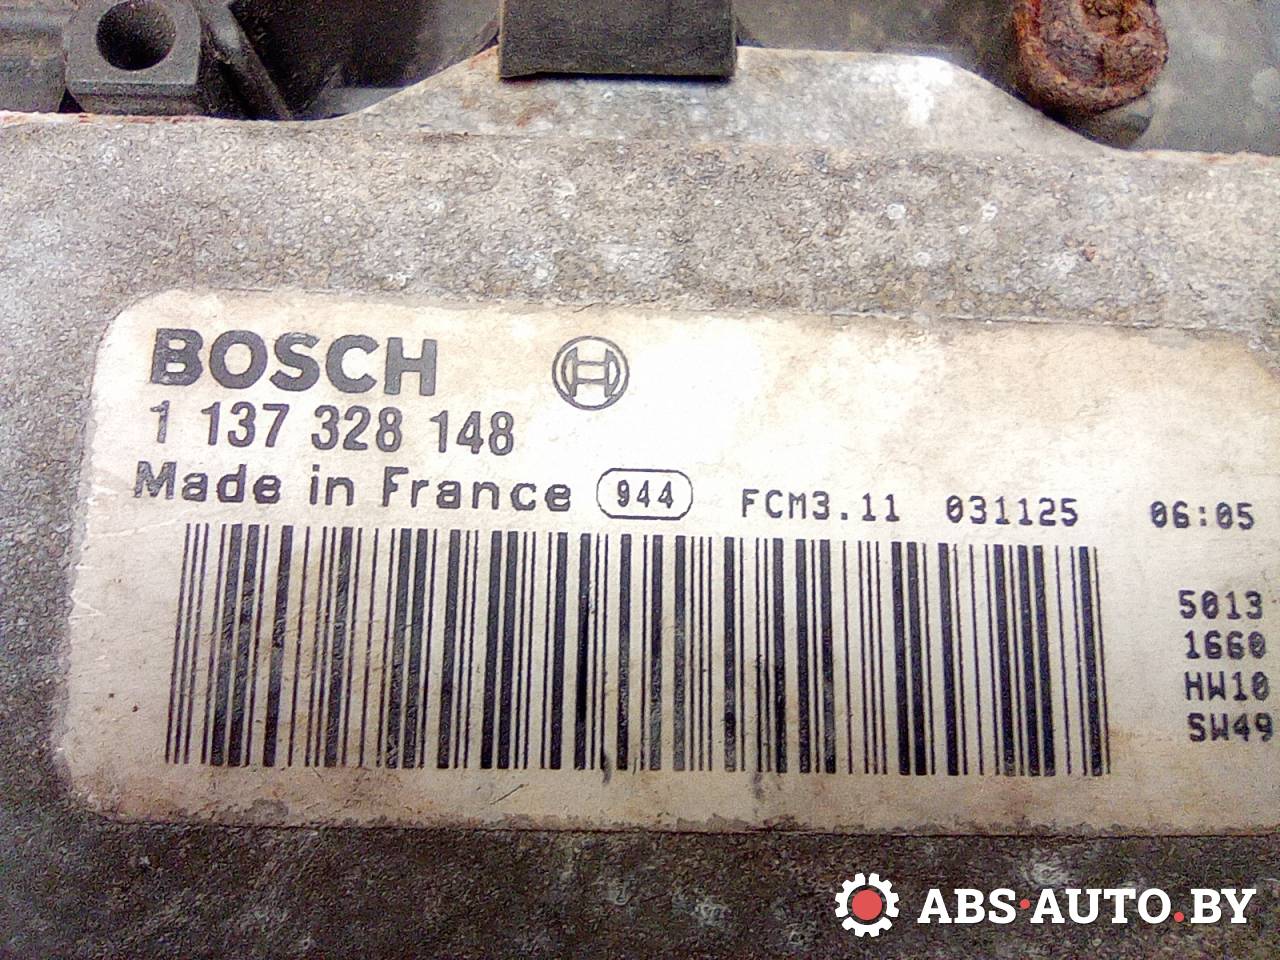 BOSCH
1 137 328 148
Made in France 944 FCM3.11 031125 06:05
5013
1660
HW10
SW49
ABS·AUTO.BY